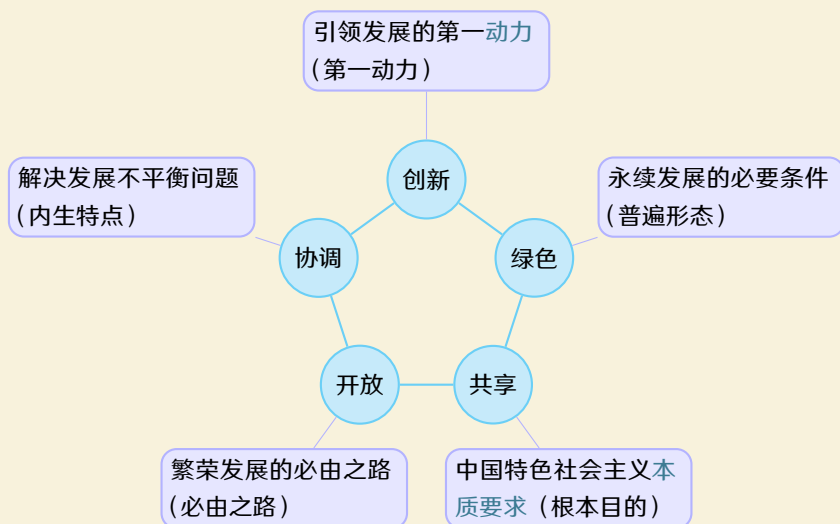 引领发展的第一动力
(第一动力)
创新
解决发展不平衡问题
(内生特点)
永续发展的必要条件
(普遍形态)
协调
绿色
开放
共享
繁荣发展的必由之路
(必由之路)
中国特色社会主义本
质要求(根本目的)